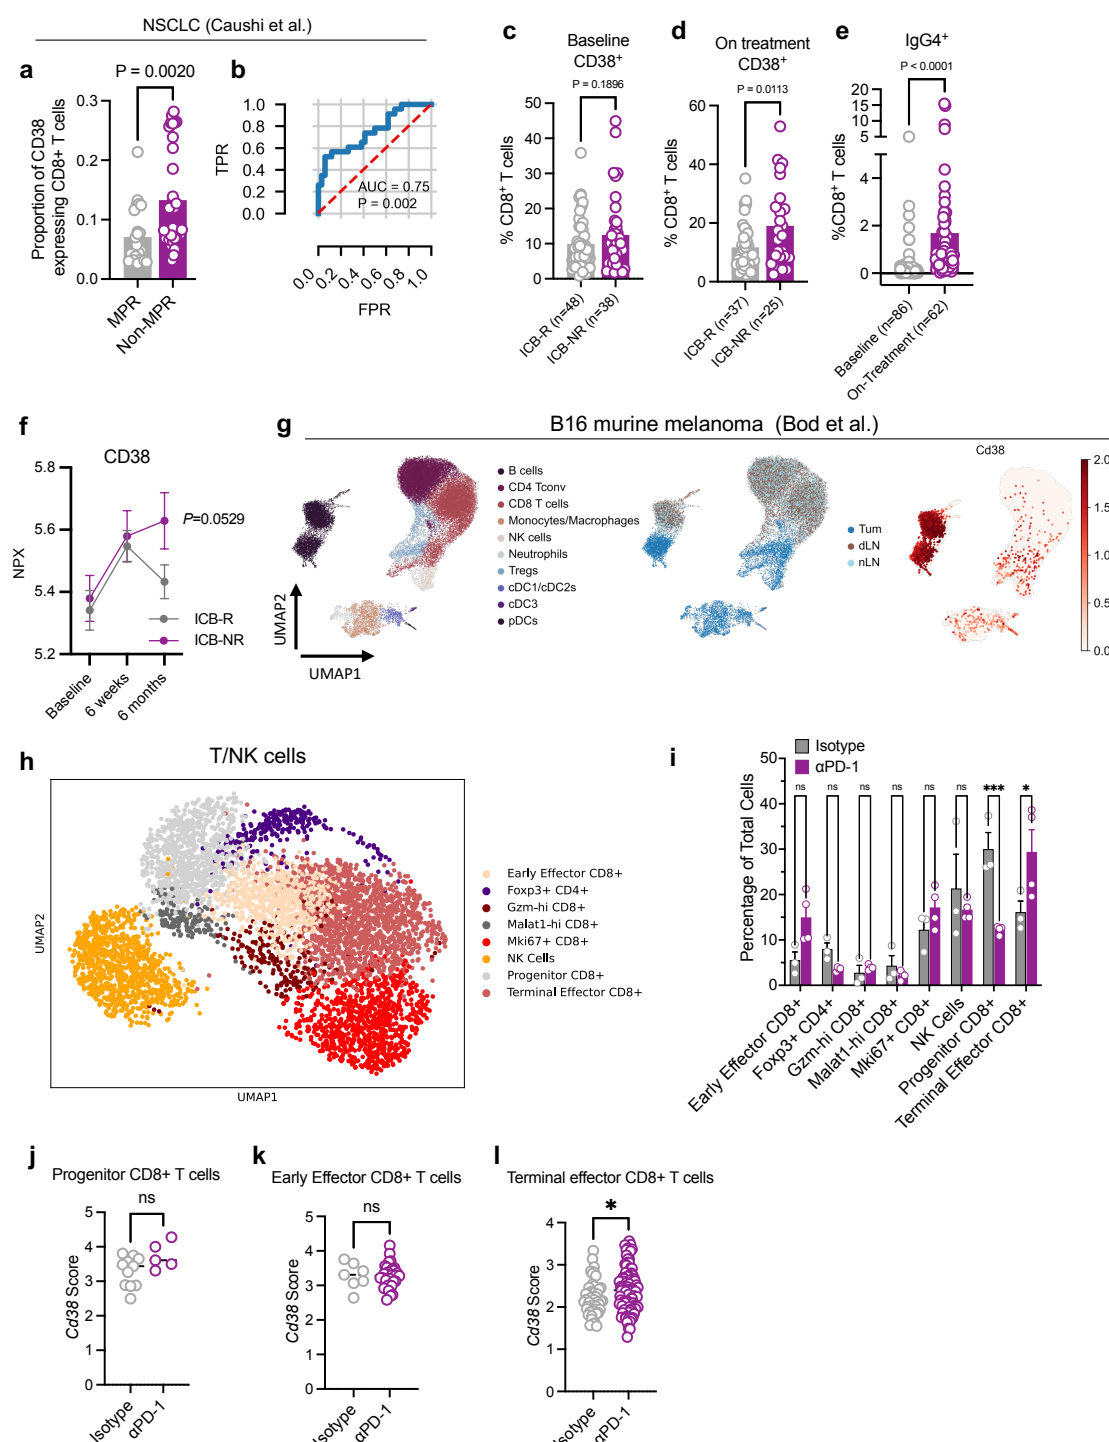 NSCLC (Caushi et al.)
a
P = 0.0020
Proportion of CD38
expressing CD8+ T cells
0.3
0.2
0.1
0.0
MPR
Non-MPR
b
TPR
1.0
0.8
0.6
0.4
0.2
0.0
AUC = 0.75
P = 0.002
0.0
0.2
0.4
0.6
0.8
1.0
FPR
c
Baseline
CD38+
P = 0.1896
% CD8+ T cells
50
40
30
20
10
0
ICB-R (n=48)
ICB-NR (n=38)
d
On treatment
CD38+
P = 0.0113
% CD8+ T cells
60
40
20
0
ICB-R (n=37)
ICB-NR (n=25)
e
IgG4+
P < 0.0001
%CD8+ T cells
20
15
10
5
4
2
0
Baseline (n=86)
On-Treatment (n=62)
f
CD38
NPX
5.8
5.6
5.4
5.2
P=0.0529
ICB-R
ICB-NR
Baseline
6 weeks
6 months
g
B16 murine melanoma (Bod et al.)
B cells
CD4 Tconv
CD8 T cells
Monocytes/Macrophages
NK cells
Neutrophils
Tregs
cDC1/cDC2s
cDC3
pDCs
UMAP2
UMAP1
Tum
dLN
nLN
Cd38
2.0
1.5
1.0
0.5
0.0
h
T/NK cells
UMAP2
UMAP1
Early Effector CD8+
Foxp3+ CD4+
Gzm-hi CD8+
Malat1-hi CD8+
Mki67+ CD8+
NK Cells
Progenitor CD8+
Terminal Effector CD8+
i
Isotype
αPD-1
Percentage of Total Cells
50
40
30
20
10
0
ns
ns
ns
ns
ns
ns
***
*
Early Effector CD8+
Foxp3+ CD4+
Gzm-hi CD8+
Malat1-hi CD8+
Mki67+ CD8+
NK Cells
Progenitor CD8+
Terminal Effector CD8+
j
Progenitor CD8+ T cells
ns
Cd38 Score
5
4
3
2
1
0
Isotype
αPD-1
k
Early Effector CD8+ T cells
ns
Cd38 Score
5
4
3
2
1
0
Isotype
αPD-1
l
Terminal effector CD8+ T cells
*
Cd38 Score
4
3
2
1
0
Isotype
αPD-1